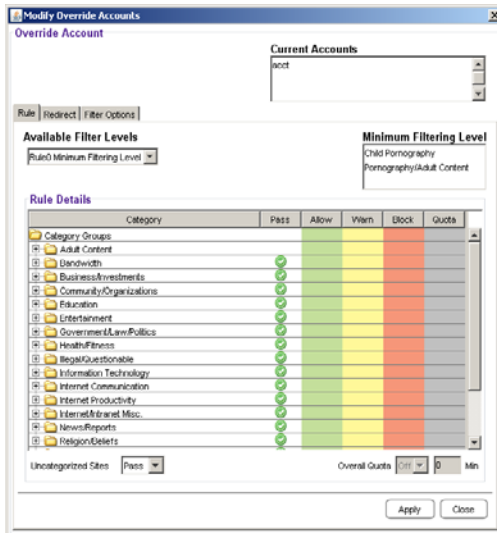 Modify Override Accounts
Override Account
Current Accounts
acct
Rule Redirect Filter Options
Available Filter Levels Minimum Filtering Level
Rule0 Minimum Filtering Level
Child Pornography
Pornography/Adult Content
Rule Details
Category Pass Allow Warn Block Quota
Category Groups
Adult Content
Bandwidth
Business/Investments
Community/Organizations
Education
Entertainment
Government/Law/Politics
Health/Fitness
Illegal/Questionable
Information Technology
Internet Communication
Internet Productivity
Internet/Intranet Misc.
News/Reports
Religion/Beliefs
Uncategorized Sites Pass Overall Quota Off 0 Min
Apply Close